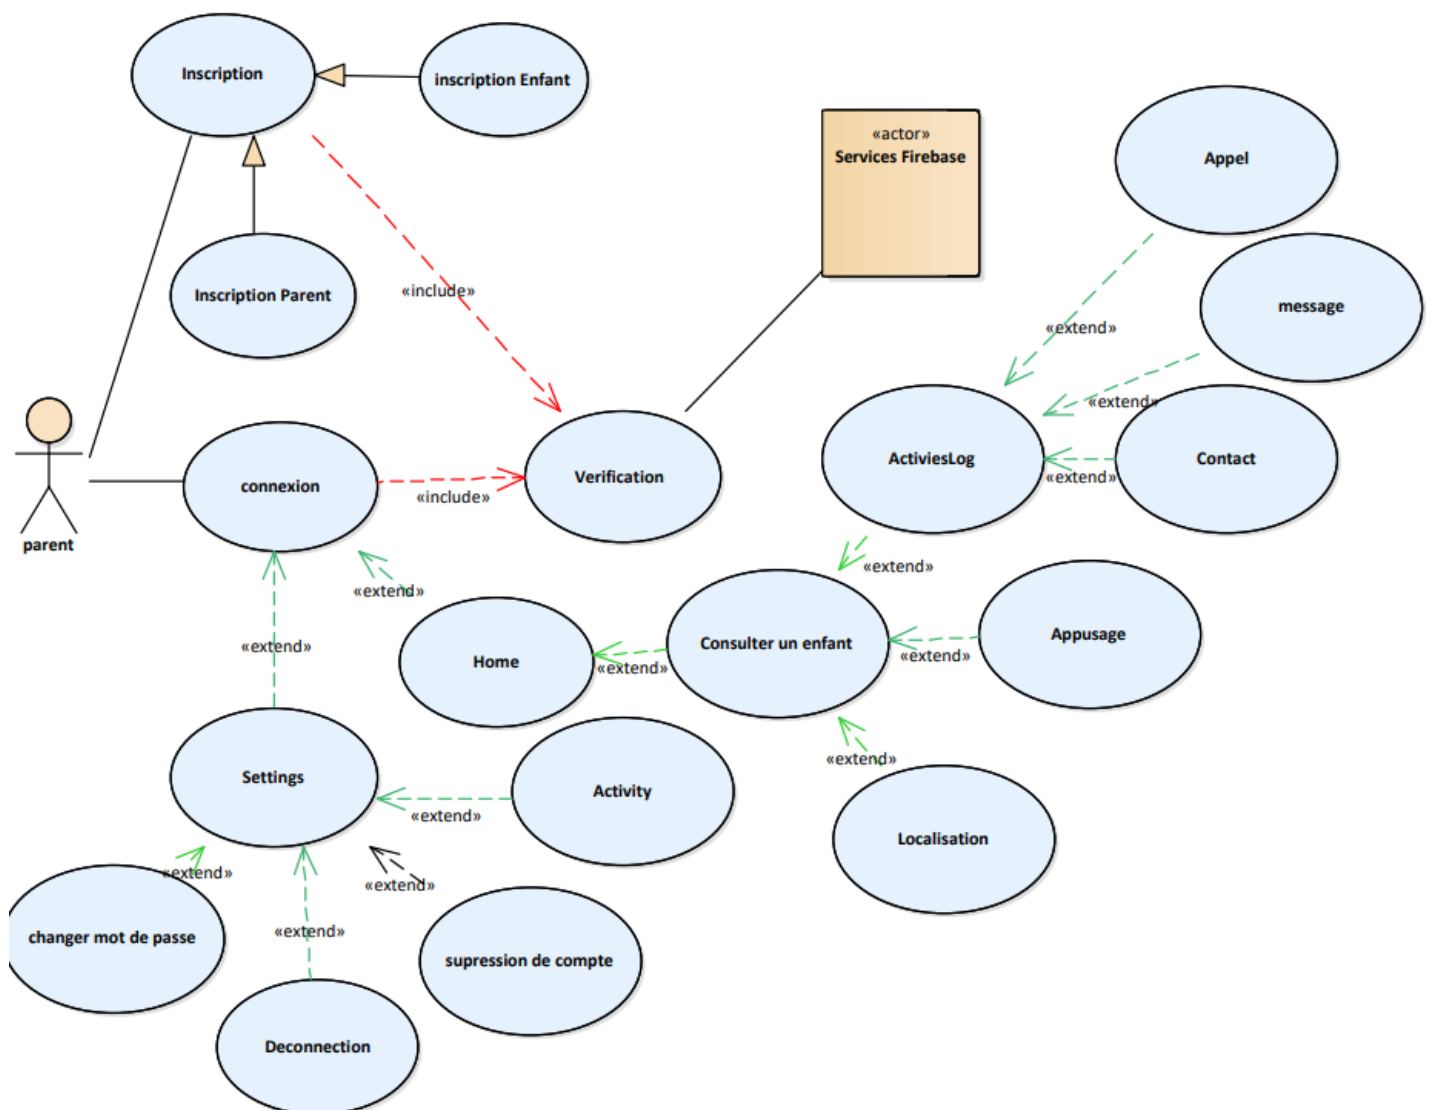 Inscription
inscription Enfant
«actor»
Services Firebase
Appel
Inscription Parent
«include»
message
«extend»
«extend»
ActiviesLog
Contact
«extend»
connexion
«include»
Verification
parent
«extend»
«extend»
«extend»
Home
«extend»
Consulter un enfant
«extend»
Appusage
«extend»
Settings
«extend»
Activity
Localisation
«extend»
«extend»
«extend»
changer mot de passe
supression de compte
Deconnection